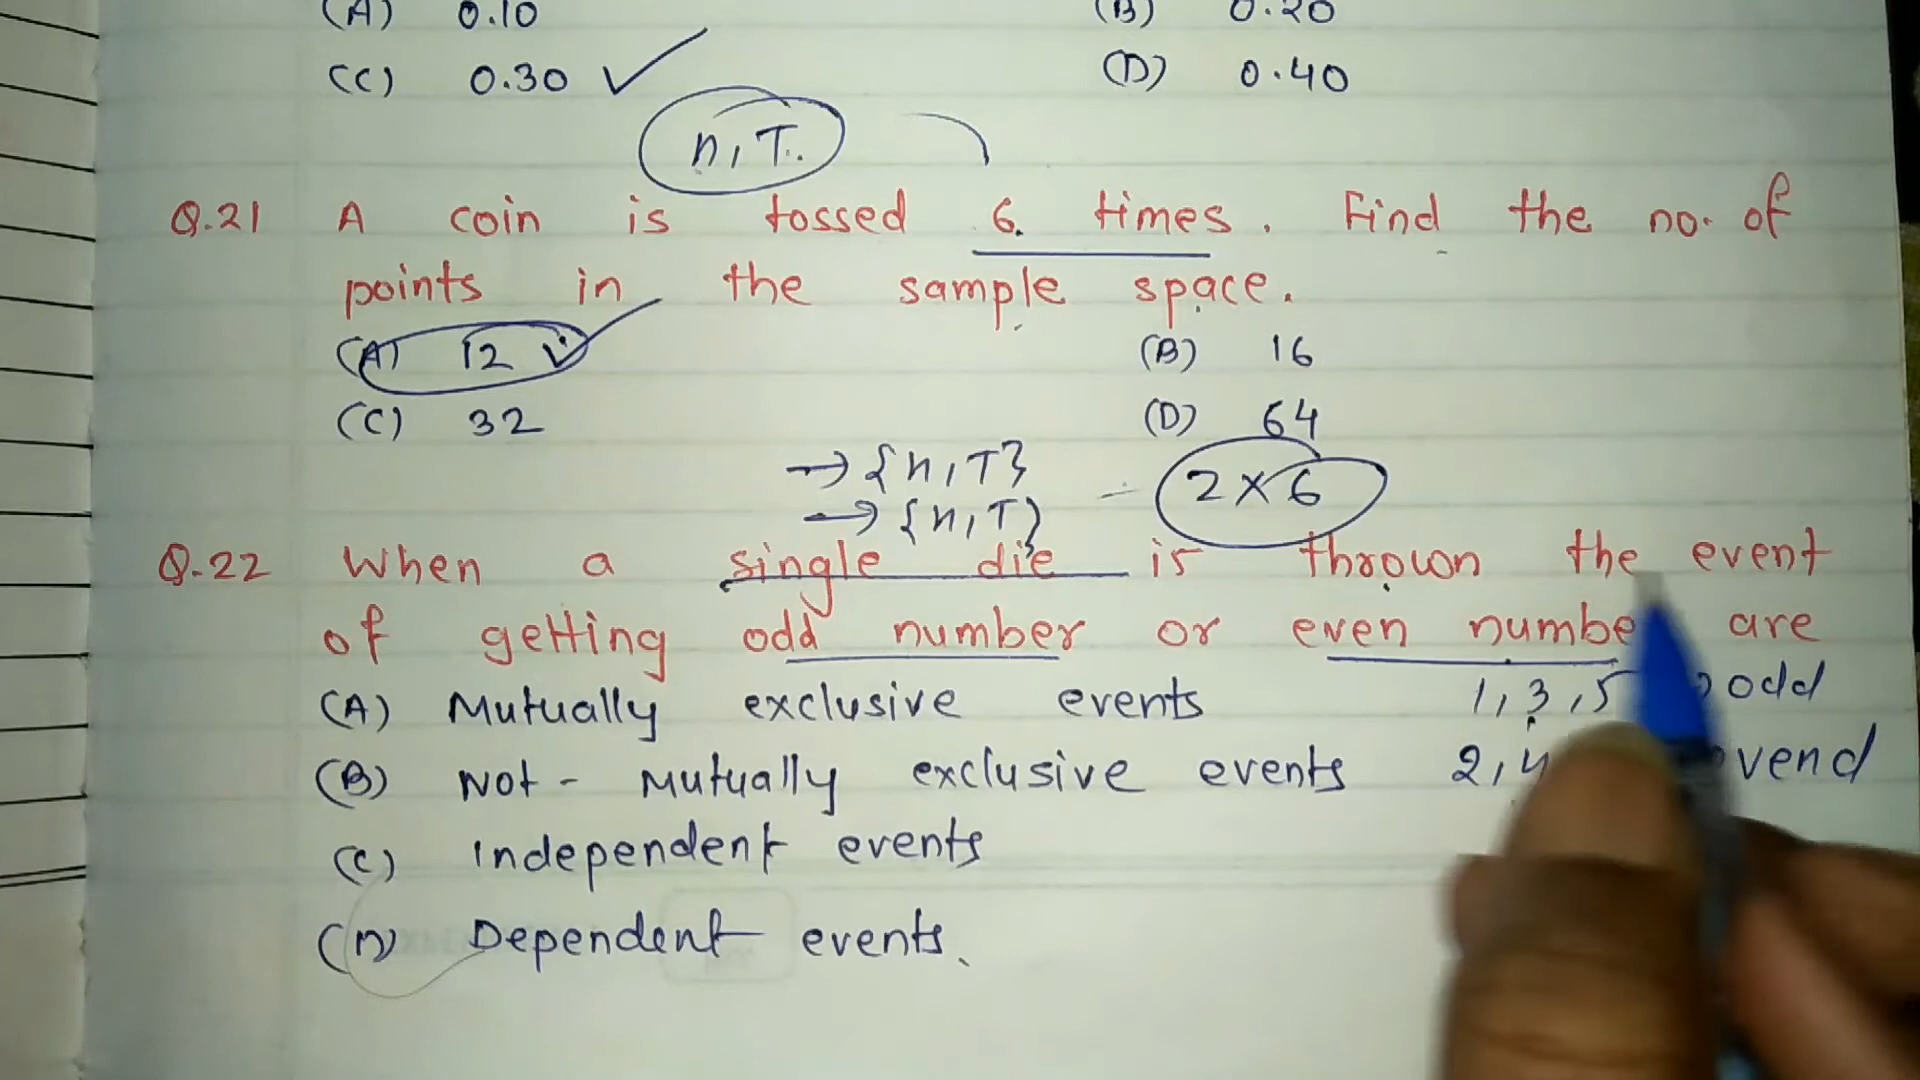 (A) 0.10 (B) 0.20
(C) 0.30 ✓ (D) 0.40
n, T.
Q.21 A coin is tossed 6 times. Find the no. of
points in the sample space.
(A) 12 ✓ (B) 16
(C) 32 (D) 64
→ {n, T} 2 × 6
→ {n, T}
Q.22 When a single die is thrown the event
of getting odd number or even numbe are
(A) Mutually exclusive events 1, 3, 5 odd
(B) Not - Mutually exclusive events 2, 4 vend
(C) Independent events
(D) Dependent events.